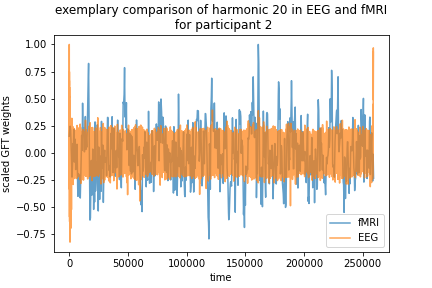 exemplary comparison of harmonic 20 in EEG and fMRI
for participant 2
scaled GFT weights
1.00
0.75
0.50
0.25
0.00
−0.25
−0.50
−0.75
fMRI
EEG
0 50000 100000 150000 200000 250000
time